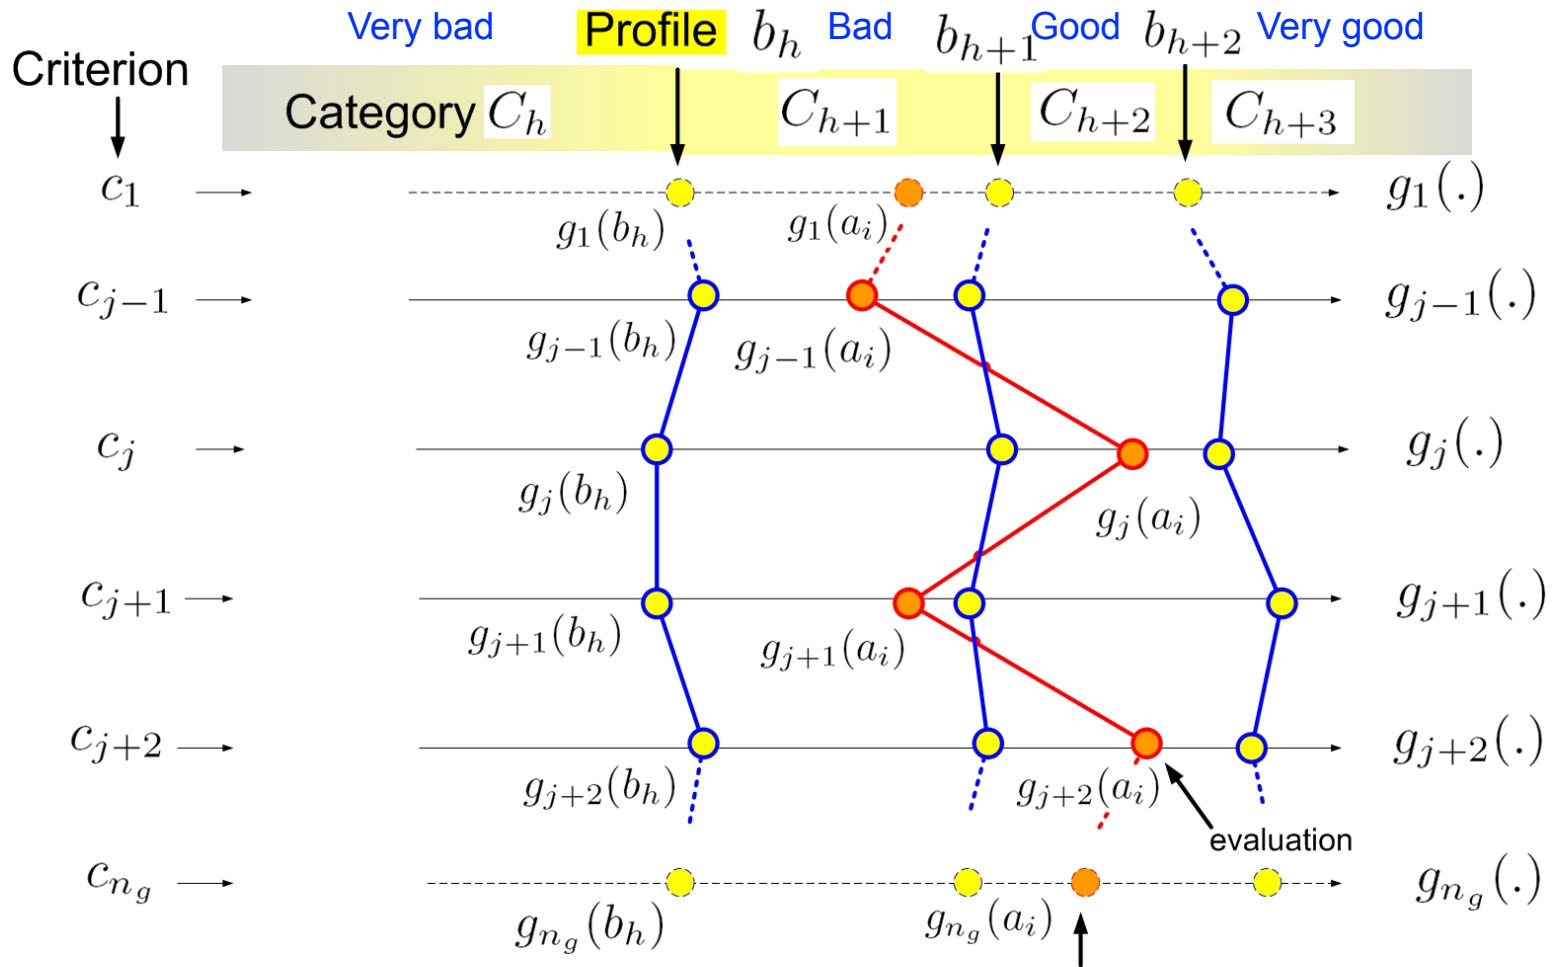 Very bad Profile b_h Bad b_{h+1} Good b_{h+2} Very good
Criterion
Category C_h C_{h+1} C_{h+2} C_{h+3}
c_1 g_1(.)
g_1(b_h) g_1(a_i)
c_{j−1} g_{j−1}(.)
g_{j−1}(b_h) g_{j−1}(a_i)
c_j g_j(.)
g_j(b_h) g_j(a_i)
c_{j+1} g_{j+1}(.)
g_{j+1}(b_h) g_{j+1}(a_i)
c_{j+2} g_{j+2}(.)
g_{j+2}(b_h) g_{j+2}(a_i)
evaluation
c_{n_g} g_{n_g}(.)
g_{n_g}(b_h) g_{n_g}(a_i)